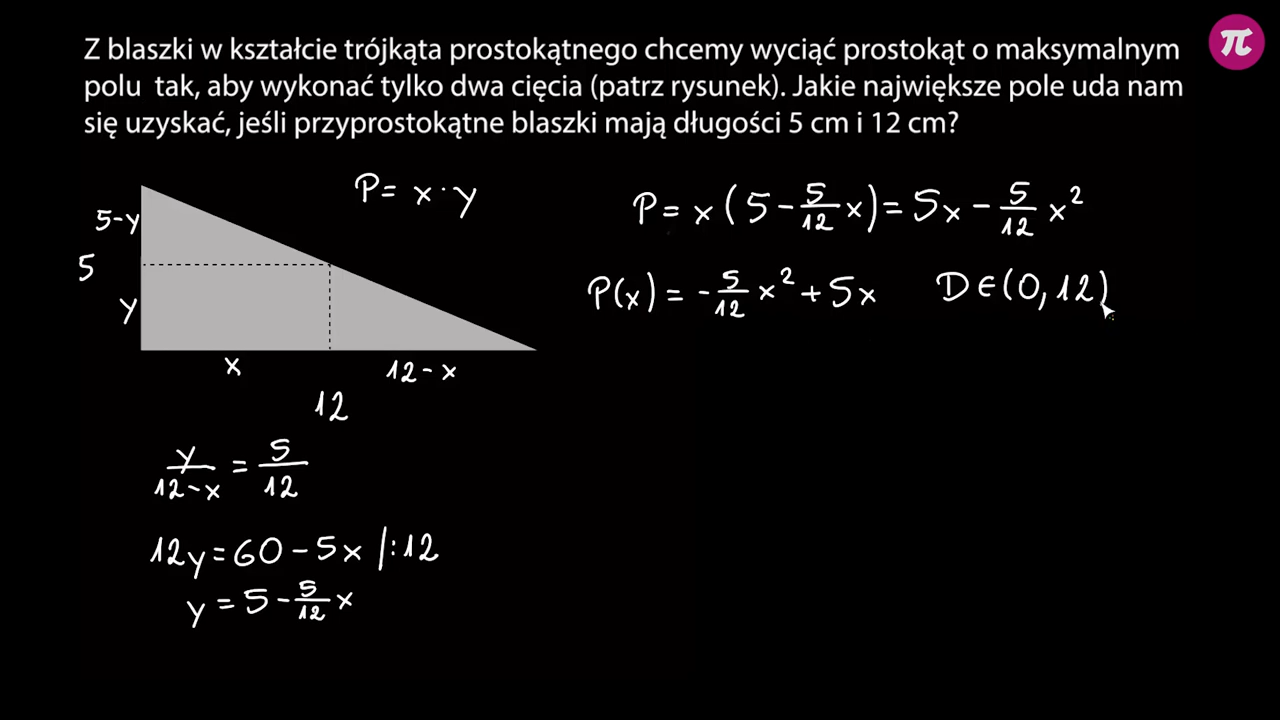 Z blaszki w kształcie trójkąta prostokątnego chcemy wyciąć prostokąt o maksymalnym
polu tak, aby wykonać tylko dwa cięcia (patrz rysunek). Jakie największe pole uda nam
się uzyskać, jeśli przyprostokątne blaszki mają długości 5 cm i 12 cm?
π
P= x · y
5-y
5
y
x
12 - x
12
y/(12-x) = 5/12
12y = 60 - 5x |:12
y = 5 - 5/12 x
P= x (5 - 5/12 x) = 5x - 5/12 x²
P(x) = - 5/12 x² + 5x D∈(0, 12)